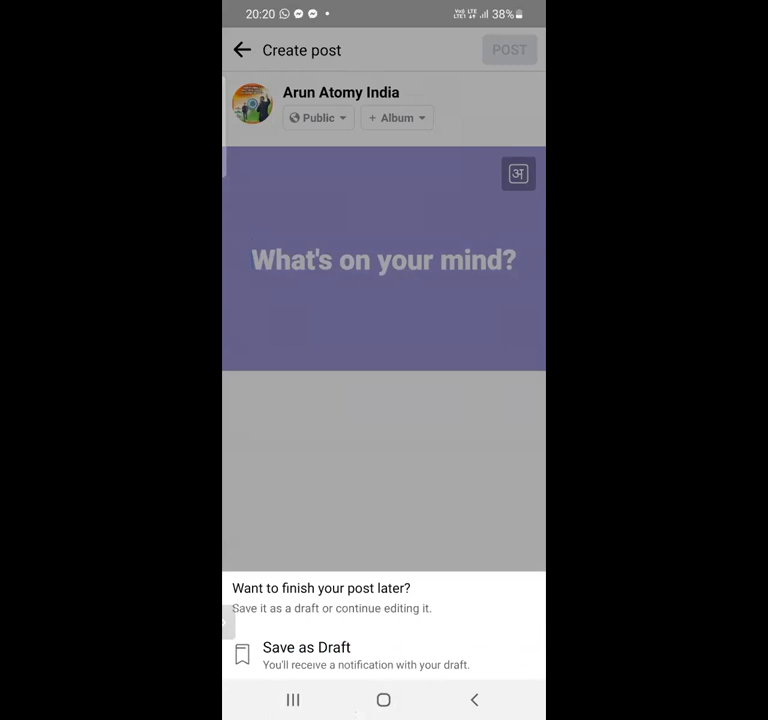 20:20 38%
Create post POST
Arun Atomy India
Public + Album
अ
What's on your mind?
Want to finish your post later?
Save it as a draft or continue editing it.
Save as Draft
You'll receive a notification with your draft.